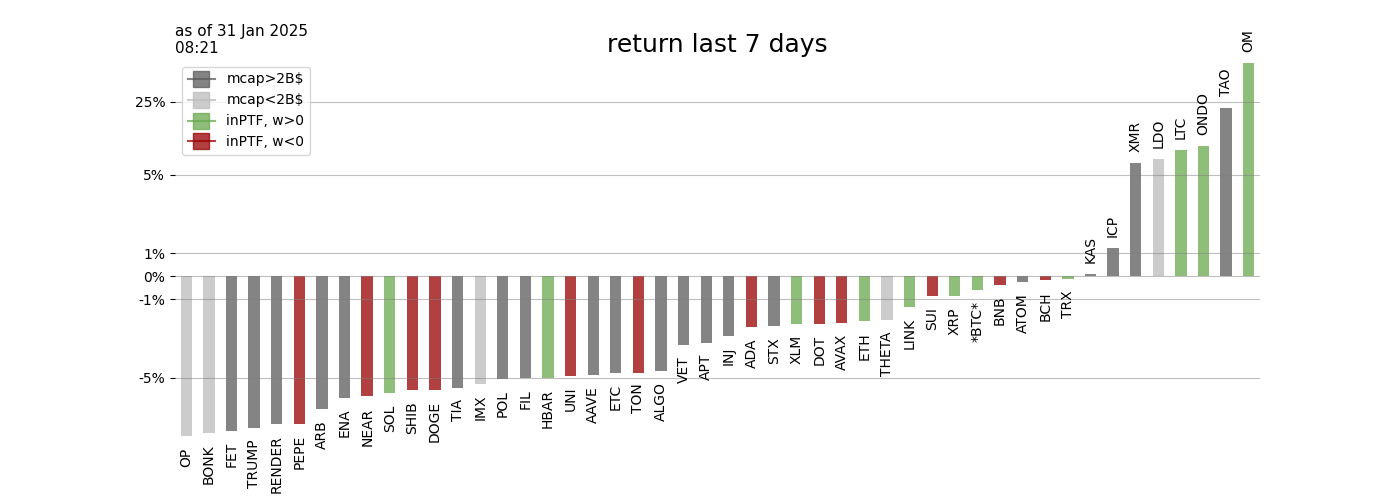 as of 31 Jan 2025
08:21
return last 7 days
mcap>2B$
mcap<2B$
inPTF, w>0
inPTF, w<0
25%
5%
1%
0%
-1%
-5%
OP
BONK
FET
TRUMP
RENDER
PEPE
ARB
ENA
NEAR
SOL
SHIB
DOGE
TIA
IMX
POL
FIL
HBAR
UNI
AAVE
ETC
TON
ALGO
VET
APT
INJ
ADA
STX
XLM
DOT
AVAX
ETH
THETA
LINK
SUI
XRP
*BTC*
BNB
ATOM
BCH
TRX
KAS
ICP
XMR
LDO
LTC
ONDO
TAO
OM